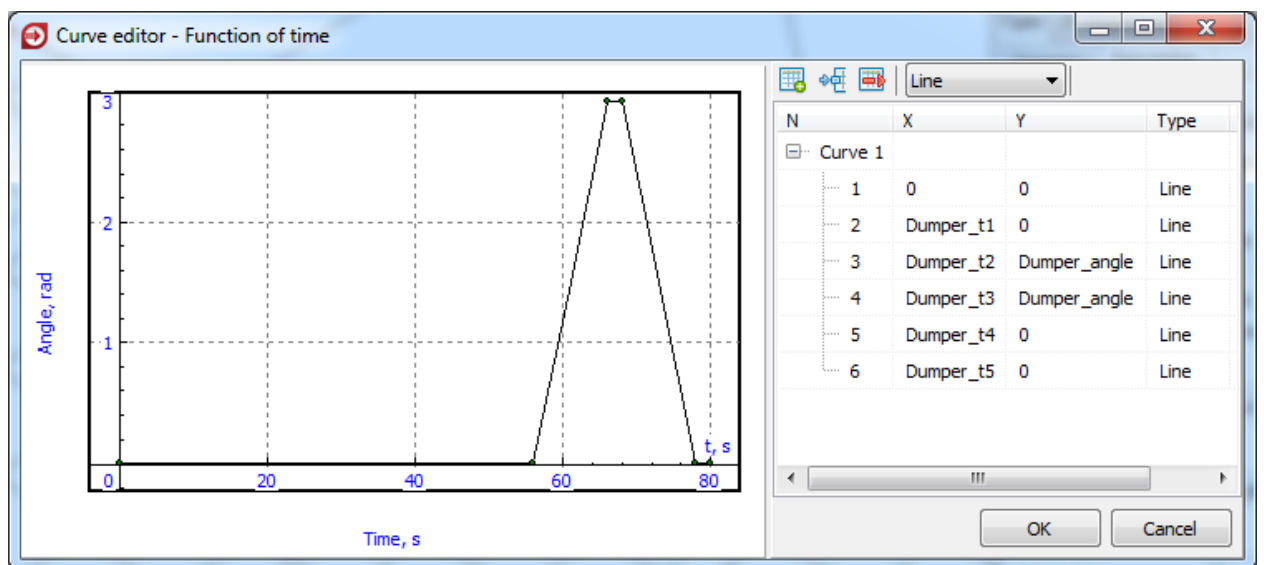 Curve editor - Function of time
Line
N X Y Type
Curve 1
1 0 0 Line
2 Dumper_t1 0 Line
3 Dumper_t2 Dumper_angle Line
4 Dumper_t3 Dumper_angle Line
5 Dumper_t4 0 Line
6 Dumper_t5 0 Line
3
2
1
Angle, rad
t, s
0 20 40 60 80
Time, s
OK Cancel